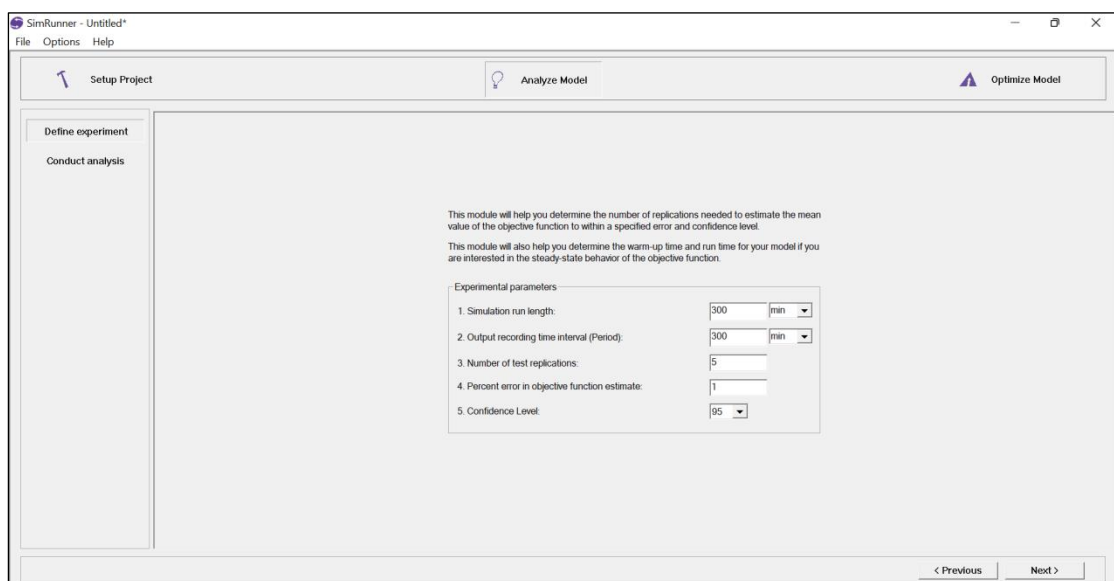 SimRunner - Untitled*
File Options Help
Setup Project
Analyze Model
Optimize Model
Define experiment
Conduct analysis
This module will help you determine the number of replications needed to estimate the mean
value of the objective function to within a specified error and confidence level.
This module will also help you determine the warm-up time and run time for your model if you
are interested in the steady-state behavior of the objective function.
Experimental parameters
1. Simulation run length: 300 min
2. Output recording time interval (Period): 300 min
3. Number of test replications: 5
4. Percent error in objective function estimate: 1
5. Confidence Level: 95
< Previous Next >